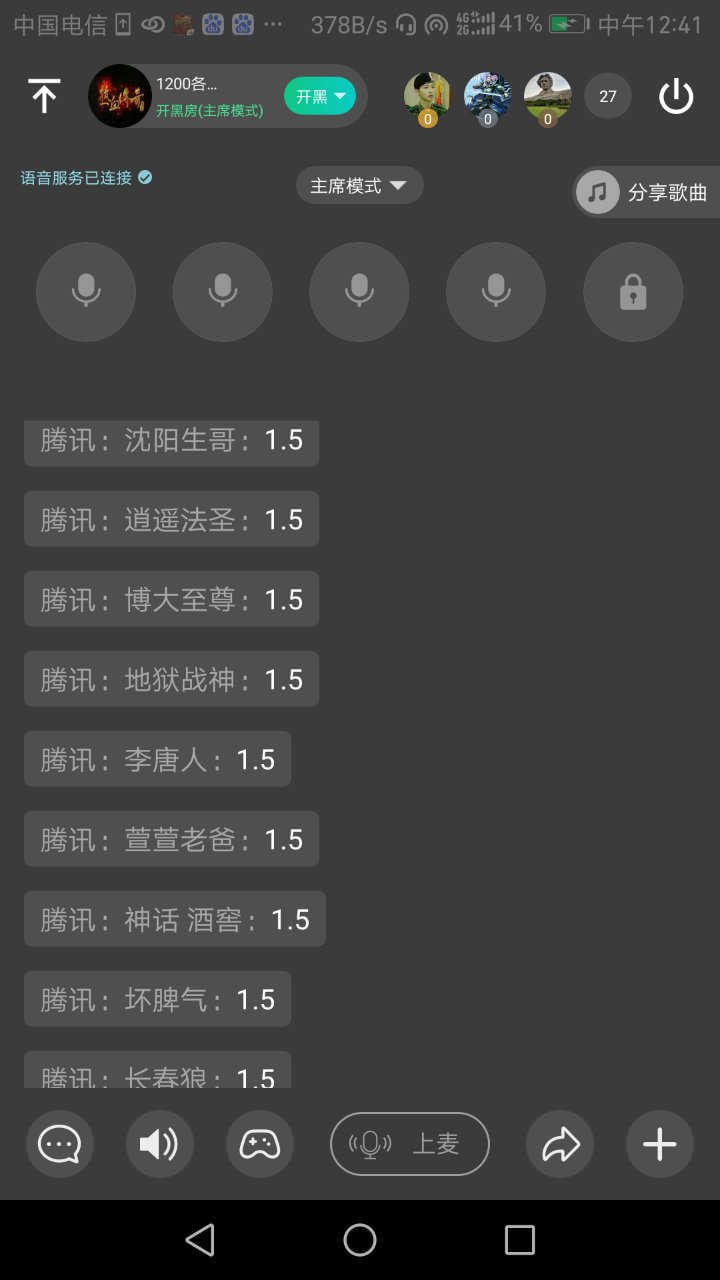 中国电信 378B/s 4G 2G 41% 中午12:41
热血传奇
1200各...
开黑房(主席模式)
开黑
0
0
0
27
语音服务已连接
主席模式
分享歌曲
腾讯： 沈阳生哥： 1.5
腾讯： 逍遥法圣： 1.5
腾讯： 博大至尊： 1.5
腾讯： 地狱战神： 1.5
腾讯： 李唐人： 1.5
腾讯： 萱萱老爸： 1.5
腾讯： 神话 酒窖： 1.5
腾讯： 坏脾气： 1.5
腾讯： 长春狼： 1.5
上麦